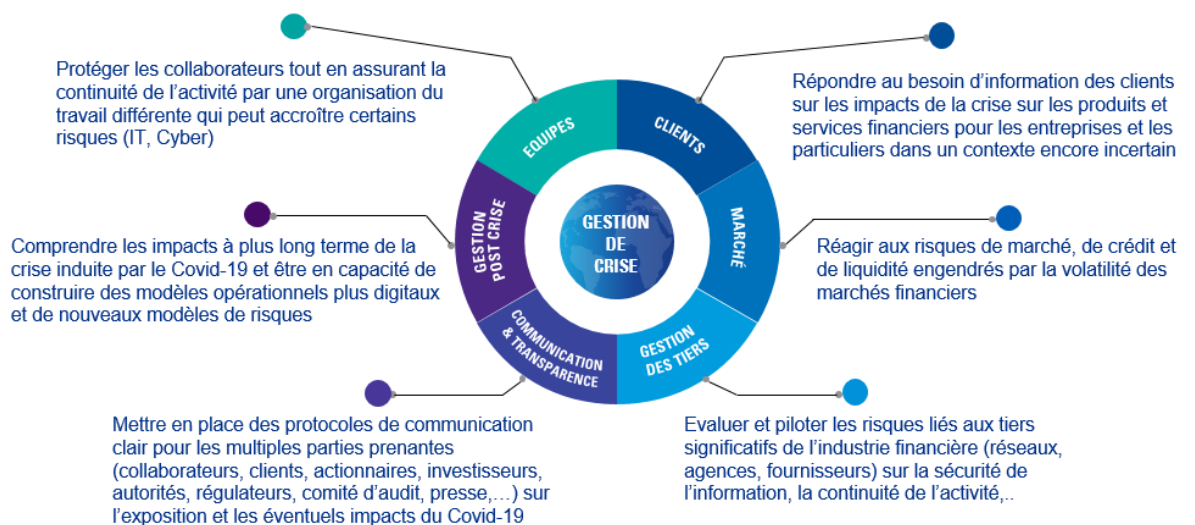 Protéger les collaborateurs tout en assurant la
continuité de l'activité par une organisation du
travail différente qui peut accroître certains
risques (IT, Cyber)
Répondre au besoin d'information des clients
sur les impacts de la crise sur les produits et
services financiers pour les entreprises et les
particuliers dans un contexte encore incertain
EQUIPES
CLIENTS
GESTION
POST CRISE
GESTION
DE
CRISE
MARCHÉ
Comprendre les impacts à plus long terme de la
crise induite par le Covid-19 et être en capacité de
construire des modèles opérationnels plus digitaux
et de nouveaux modèles de risques
Réagir aux risques de marché, de crédit et
de liquidité engendrés par la volatilité des
marchés financiers
COMMUNICATION
& TRANSPARENCE
GESTION
DES TIERS
Mettre en place des protocoles de communication
clair pour les multiples parties prenantes
(collaborateurs, clients, actionnaires, investisseurs,
autorités, régulateurs, comité d'audit, presse,…) sur
l'exposition et les éventuels impacts du Covid-19
Evaluer et piloter les risques liés aux tiers
significatifs de l'industrie financière (réseaux,
agences, fournisseurs) sur la sécurité de
l'information, la continuité de l'activité,..